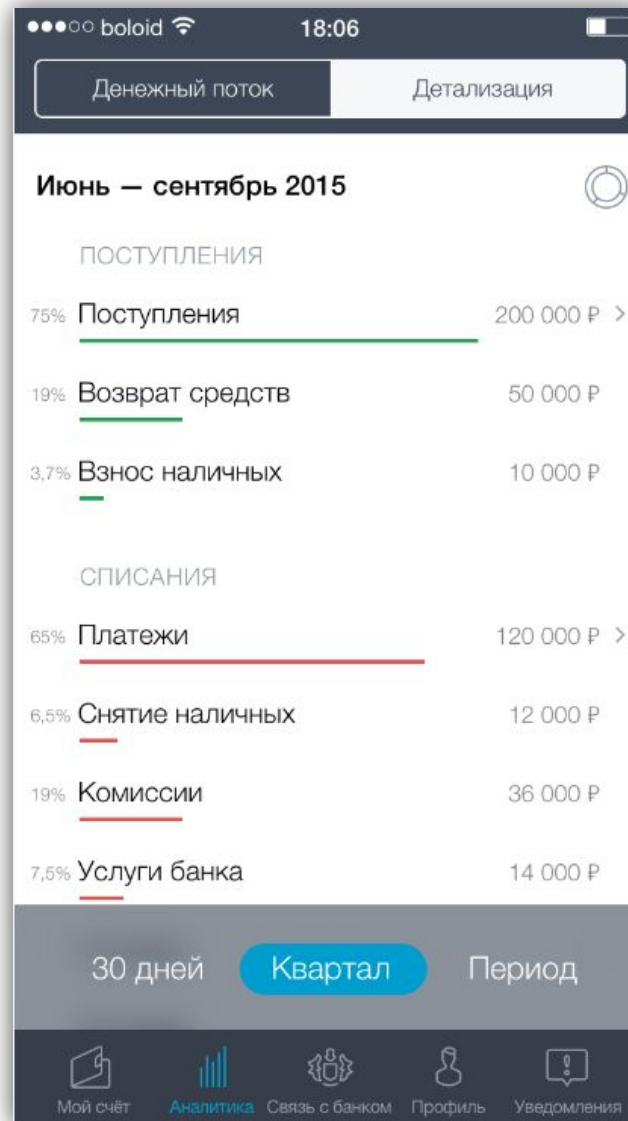 boloid 18:06
Денежный поток Детализация
Июнь — сентябрь 2015
ПОСТУПЛЕНИЯ
75% Поступления 200 000 ₽
19% Возврат средств 50 000 ₽
3,7% Взнос наличных 10 000 ₽
СПИСАНИЯ
65% Платежи 120 000 ₽
6,5% Снятие наличных 12 000 ₽
19% Комиссии 36 000 ₽
7,5% Услуги банка 14 000 ₽
30 дней Квартал Период
Мой счёт Аналитика Связь с банком Профиль Уведомления